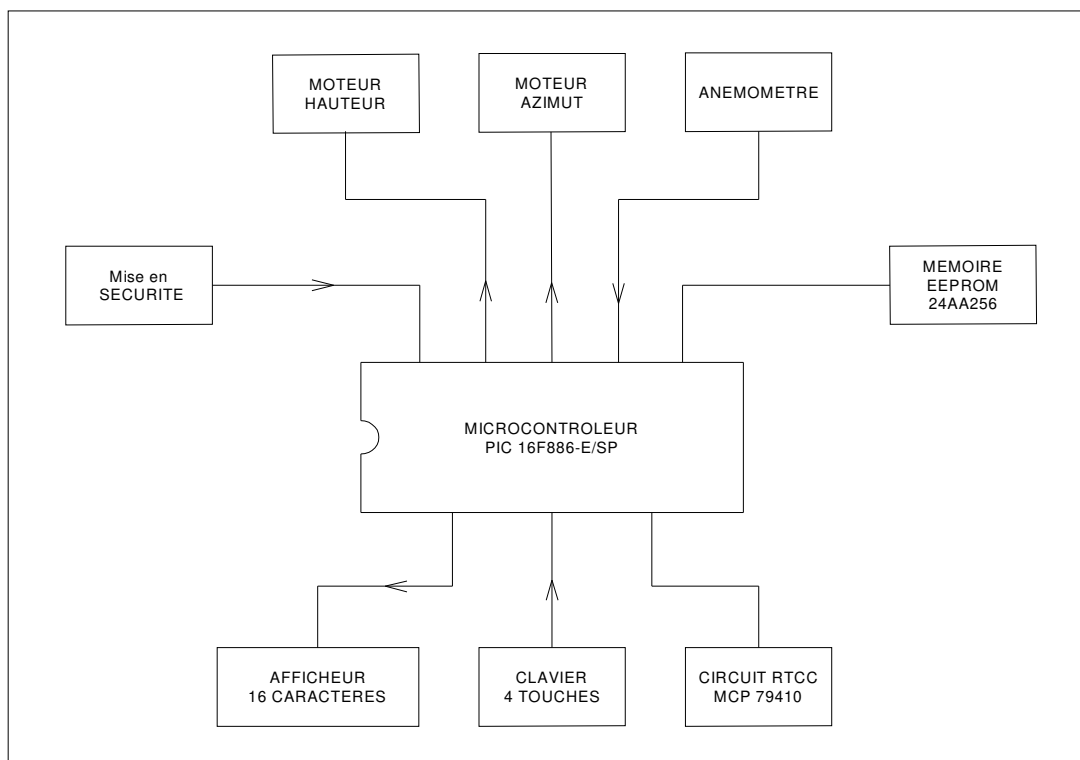 MOTEUR
HAUTEUR
MOTEUR
AZIMUT
ANEMOMETRE
Mise en
SECURITE
MEMOIRE
EEPROM
24AA256
MICROCONTROLEUR
PIC 16F886-E/SP
AFFICHEUR
16 CARACTERES
CLAVIER
4 TOUCHES
CIRCUIT RTCC
MCP 79410